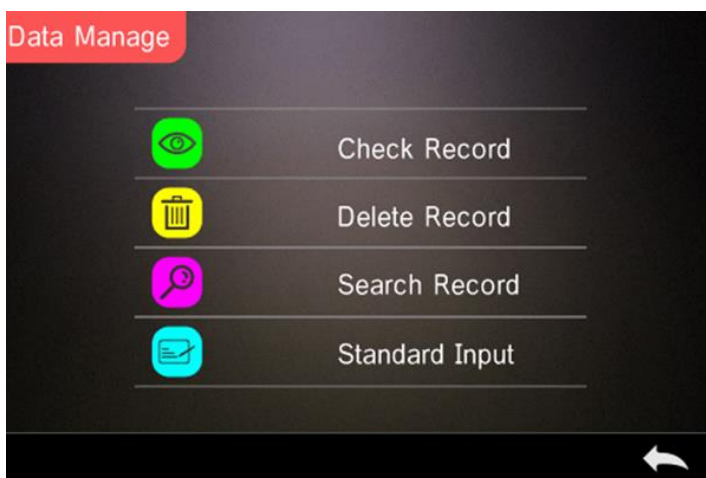 Data Manage
Check Record
Delete Record
Search Record
Standard Input